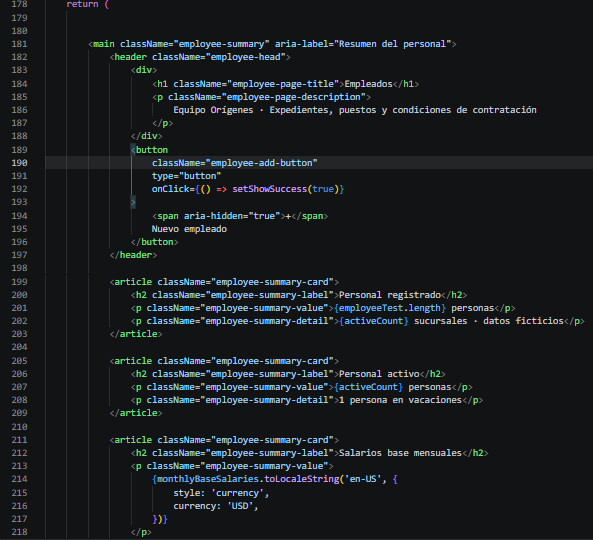 178 return (
179
180
181 <main className="employee-summary" aria-label="Resumen del personal">
182 <header className="employee-head">
183 <div>
184 <h1 className="employee-page-title">Empleados</h1>
185 <p className="employee-page-description">
186 Equipo Orígenes · Expedientes, puestos y condiciones de contratación
187 </p>
188 </div>
189 <button
190 className="employee-add-button"
191 type="button"
192 onClick={() => setShowSuccess(true)}
193 >
194 <span aria-hidden="true">+</span>
195 Nuevo empleado
196 </button>
197 </header>
198
199 <article className="employee-summary-card">
200 <h2 className="employee-summary-label">Personal registrado</h2>
201 <p className="employee-summary-value">{employeeTest.length} personas</p>
202 <p className="employee-summary-detail">{activeCount} sucursales · datos ficticios</p>
203 </article>
204
205 <article className="employee-summary-card">
206 <h2 className="employee-summary-label">Personal activo</h2>
207 <p className="employee-summary-value">{activeCount} personas</p>
208 <p className="employee-summary-detail">1 persona en vacaciones</p>
209 </article>
210
211 <article className="employee-summary-card">
212 <h2 className="employee-summary-label">Salarios base mensuales</h2>
213 <p className="employee-summary-value">
214 {monthlyBaseSalaries.toLocaleString('en-US', {
215 style: 'currency',
216 currency: 'USD',
217 })}
218 </p>